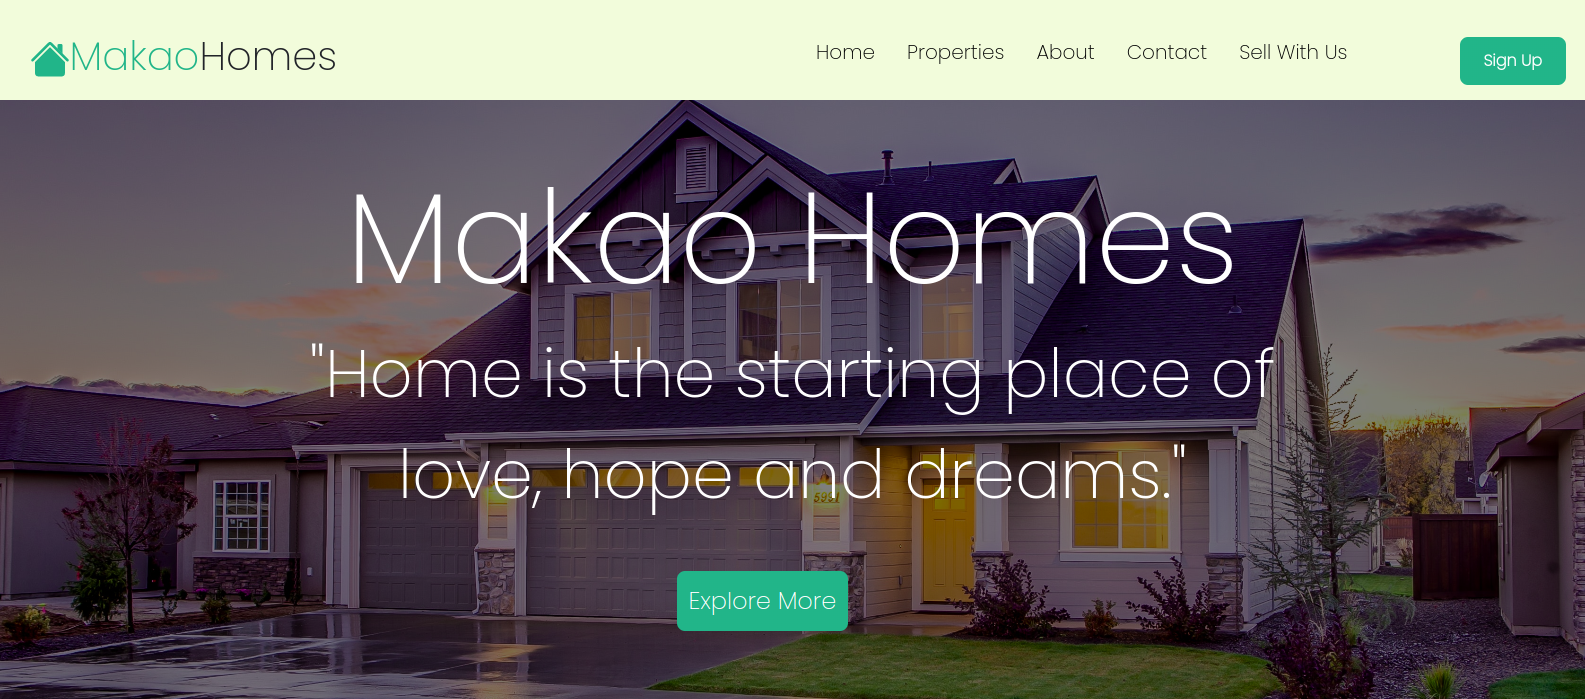 MakaoHomes
Home Properties About Contact Sell With Us
Sign Up
Makao Homes
"Home is the starting place of
love, hope and dreams."
Explore More